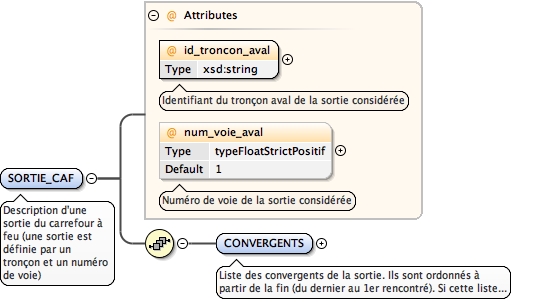 @ Attributes
@ id_troncon_aval
Type xsd:string
Identifiant du tronçon aval de la sortie considérée
@ num_voie_aval
Type typeFloatStrictPositif
Default 1
Numéro de voie de la sortie considérée
SORTIE_CAF
Description d'une
sortie du carrefour à
feu (une sortie est
définie par un
tronçon et un numéro
de voie)
CONVERGENTS
Liste des convergents de la sortie. Ils sont ordonnés à
partir de la fin (du dernier au 1er rencontré). Si cette liste...